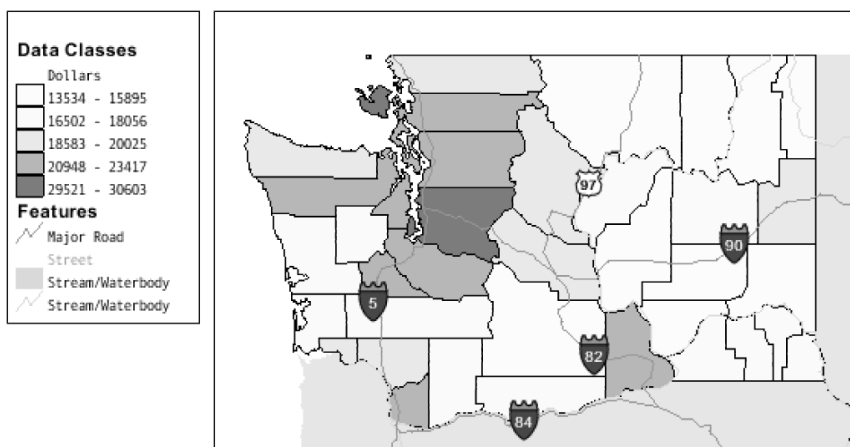 Data Classes
Dollars
13534 - 15895
16502 - 18056
18583 - 20025
20948 - 23417
29521 - 30603
Features
Major Road
Street
Stream/Waterbody
Stream/Waterbody
97
90
5
82
84